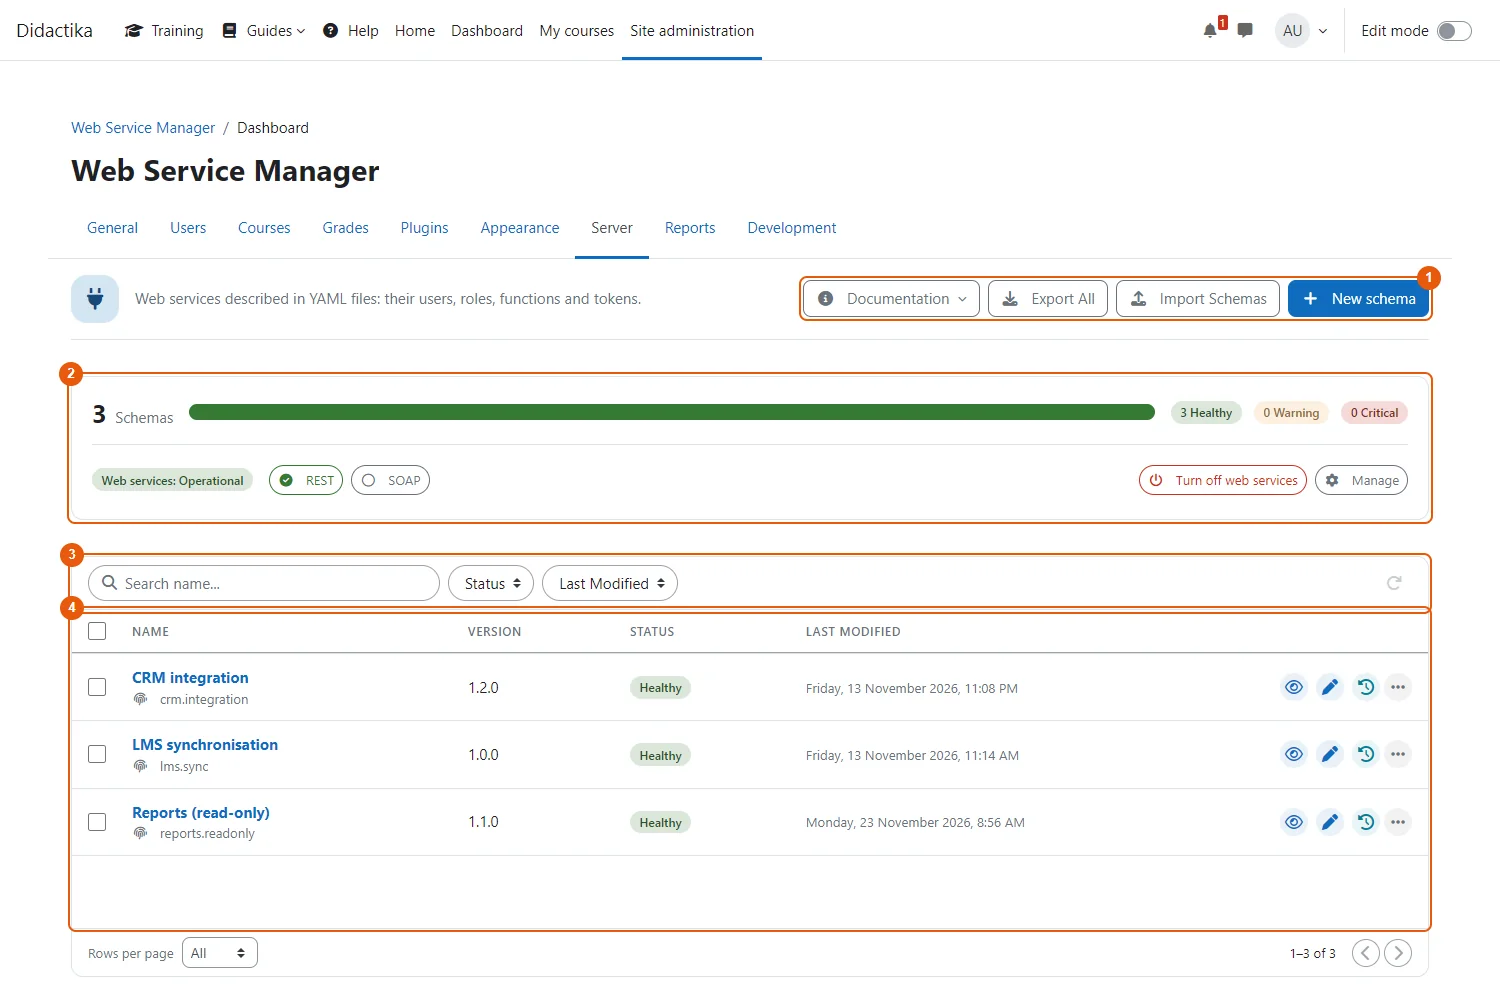 Didactika Training Guides Help Home Dashboard My courses Site administration 1 AU Edit mode
Web Service Manager / Dashboard
Web Service Manager
General Users Courses Grades Plugins Appearance Server Reports Development
1
Web services described in YAML files: their users, roles, functions and tokens. Documentation Export All Import Schemas New schema
2
3 Schemas 3 Healthy 0 Warning 0 Critical
Web services: Operational REST SOAP Turn off web services Manage
3
Search name... Status Last Modified
4
NAME VERSION STATUS LAST MODIFIED
CRM integration
crm.integration 1.2.0 Healthy Friday, 13 November 2026, 11:08 PM
LMS synchronisation
lms.sync 1.0.0 Healthy Friday, 13 November 2026, 11:14 AM
Reports (read-only)
reports.readonly 1.1.0 Healthy Monday, 23 November 2026, 8:56 AM
Rows per page All 1–3 of 3